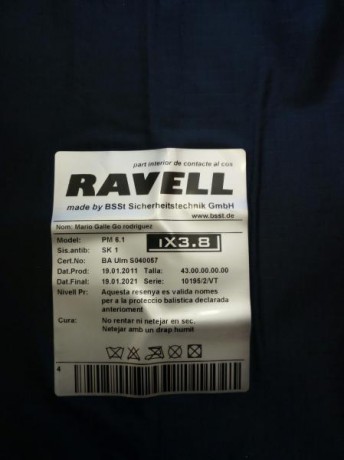 part interior de contacte al cos
RAVELL
made by BSSt Sicherheitstechnik GmbH
www.bsst.de
Nom: Mario Galle Go rodriguez
Model: PM 6.1 IX3.8
Sis.antib: SK 1
Cert.No: BA Ulm S040057
Dat.Prod: 19.01.2011 Talla: 43.00.00.00.00
Dat.Final: 19.01.2021 Serie: 10195/2/VT
Nivell Pr: Aquesta resenya es valida nomes
per a la proteccio balistica declarada
anterioment
Cura: No rentar ni netejar en sec.
Netejar amb un drap humit
4